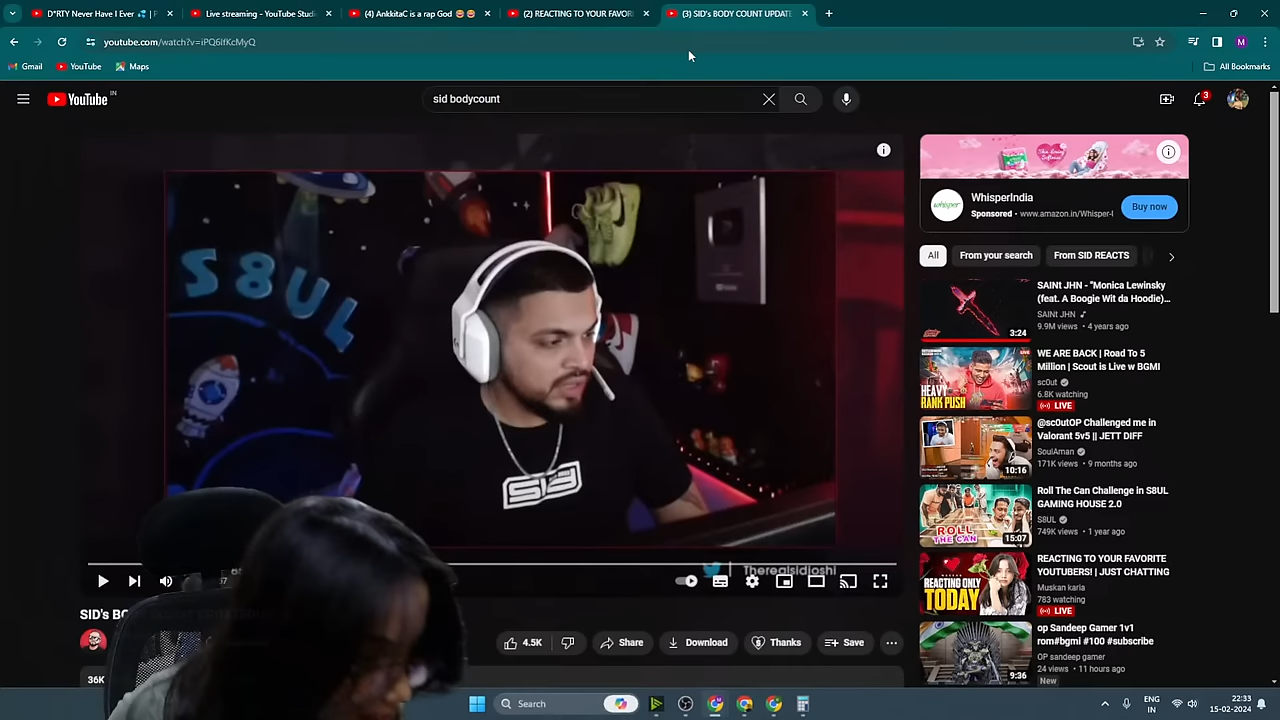 D*RTY Never Have I Ever 💦 | P
Live streaming - YouTube Studi
(4) AnkkitaC is a rap God 😂😂
(2) REACTING TO YOUR FAVOR
(3) SID's BODY COUNT UPDATE
youtube.com/watch?v=iPQ6lfKcMyQ
M
Gmail
YouTube
Maps
All Bookmarks
YouTube IN
sid bodycount
3
S8UL
SID
Therealsidjoshi
SID's BO
4.5K
Share
Download
Thanks
Save
36K
WhisperIndia
Sponsored · www.amazon.in/Whisper-I
Buy now
whisper
All
From your search
From SID REACTS
SAINt JHN - "Monica Lewinsky
(feat. A Boogie Wit da Hoodie)...
SAINt JHN
9.9M views · 4 years ago
3:24
WE ARE BACK | Road To 5
Million | Scout is Live w BGMI
sc0ut
6.8K watching
LIVE
HEAVY
RANK PUSH
@sc0utOP Challenged me in
Valorant 5v5 || JETT DIFF
SoulAman
171K views · 9 months ago
10:16
Roll The Can Challenge in S8UL
GAMING HOUSE 2.0
S8UL
749K views · 1 year ago
ROLL
THE CAN
15:07
REACTING TO YOUR FAVORITE
YOUTUBERS! | JUST CHATTING
Muskan karia
783 watching
LIVE
REACTING ONLY
TODAY
op Sandeep Gamer 1v1
rom#bgmi #100 #subscribe
OP sandeep gamer
24 views · 11 hours ago
New
9:36
Search
ENG
IN
22:33
15-02-2024